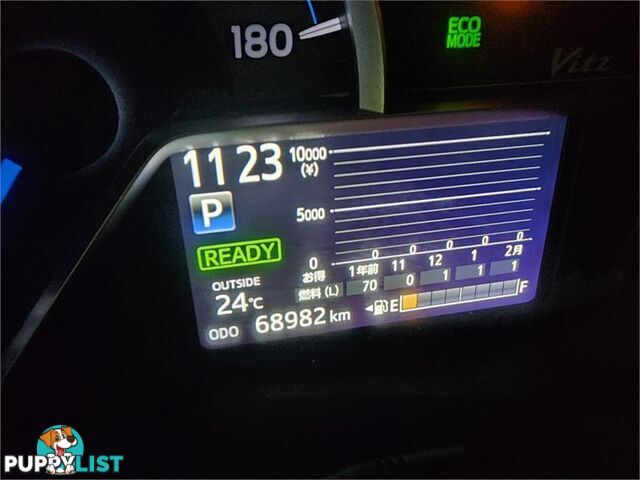 180
ECO
MODE
Vitz
11 23
P
READY
OUTSIDE
24°C
ODO 68982 km
10000
(¥)
5000
0
0 0 0 0 0
お得 1年前 11 12 1 2月
燃料 (L) 70 0 1 1 1
E F
PUPPYLIST